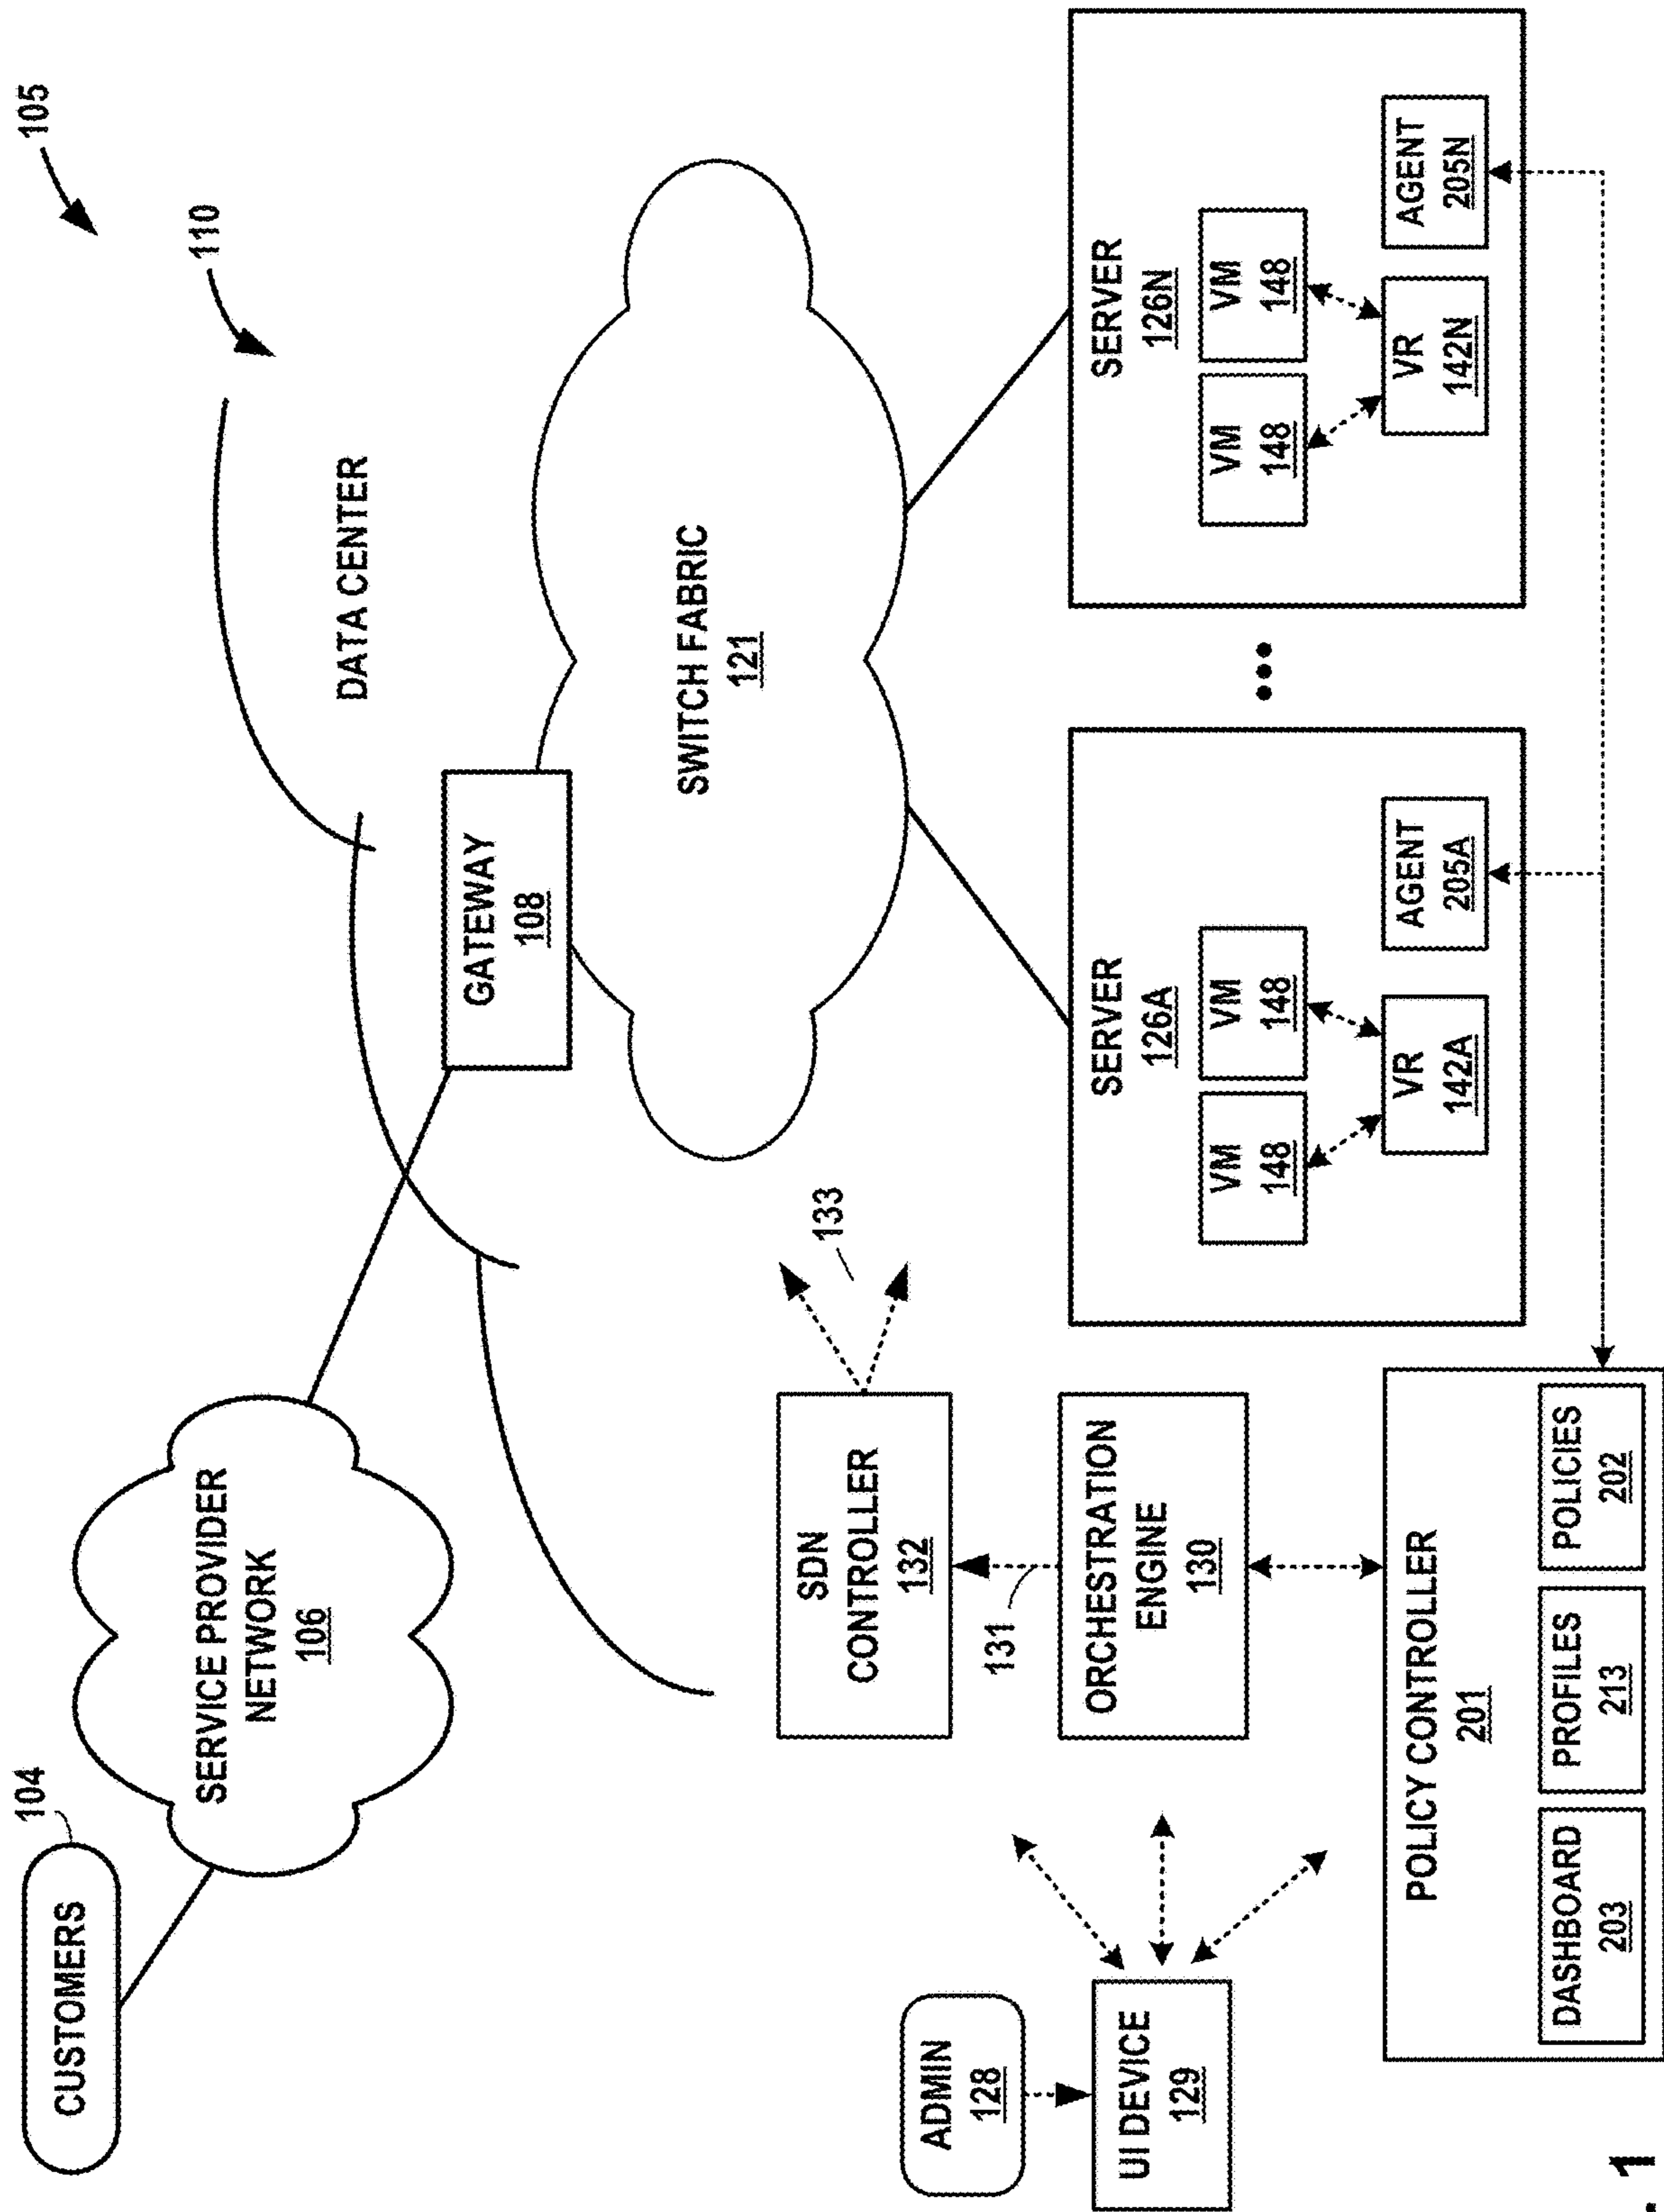 105
110
104
CUSTOMERS
SERVICE PROVIDER
NETWORK
106
DATA CENTER
GATEWAY
108
SWITCH FABRIC
121
SDN
CONTROLLER
132
133
131
ORCHESTRATION
ENGINE
130
ADMIN
128
UI DEVICE
129
SERVER
126A
VM
148
VM
148
VR
142A
AGENT
205A
•••
SERVER
126N
VM
148
VM
148
VR
142N
AGENT
205N
POLICY CONTROLLER
201
DASHBOARD
203
PROFILES
213
POLICIES
202
. 1